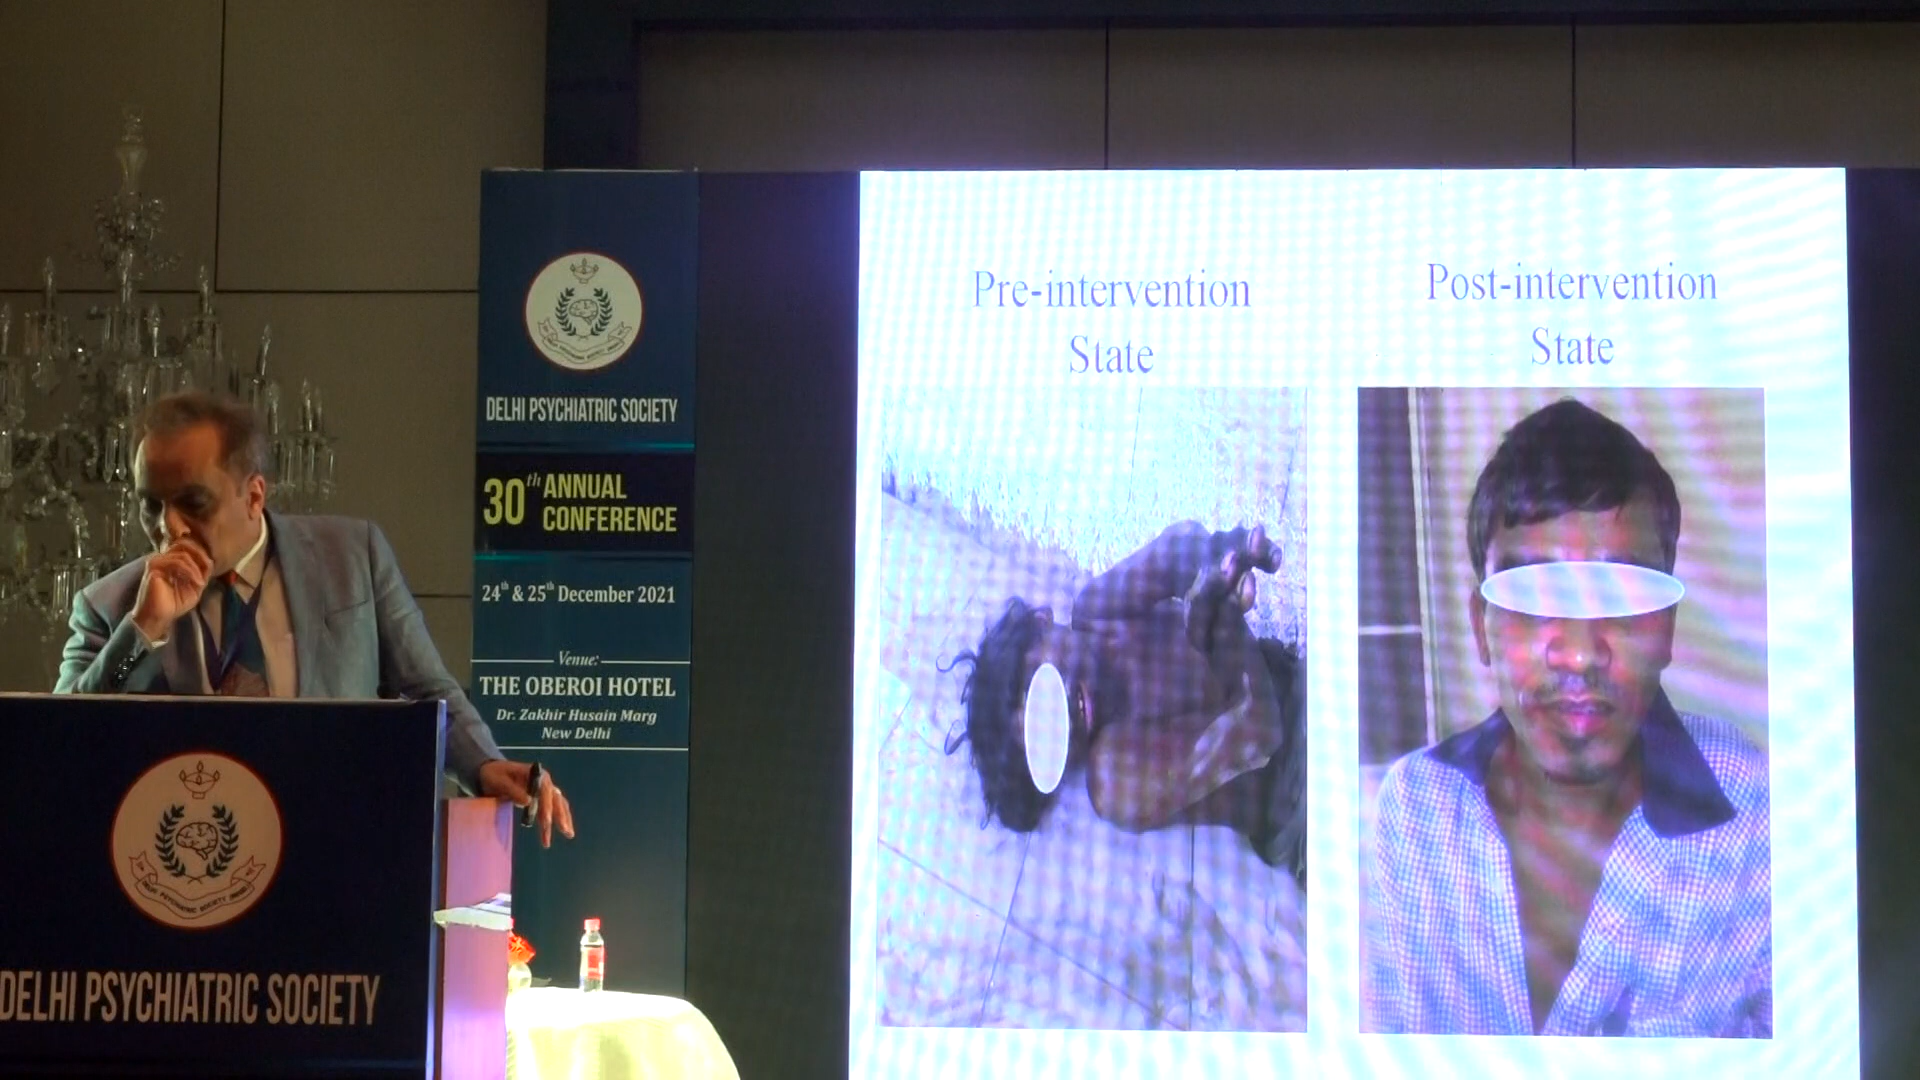 DELHI PSYCHIATRIC SOCIETY
30th ANNUAL
CONFERENCE
24th & 25th December 2021
Venue:
THE OBEROI HOTEL
Dr. Zakhir Husain Marg
New Delhi
Pre-intervention
State
Post-intervention
State
DELHI PSYCHIATRIC SOCIETY